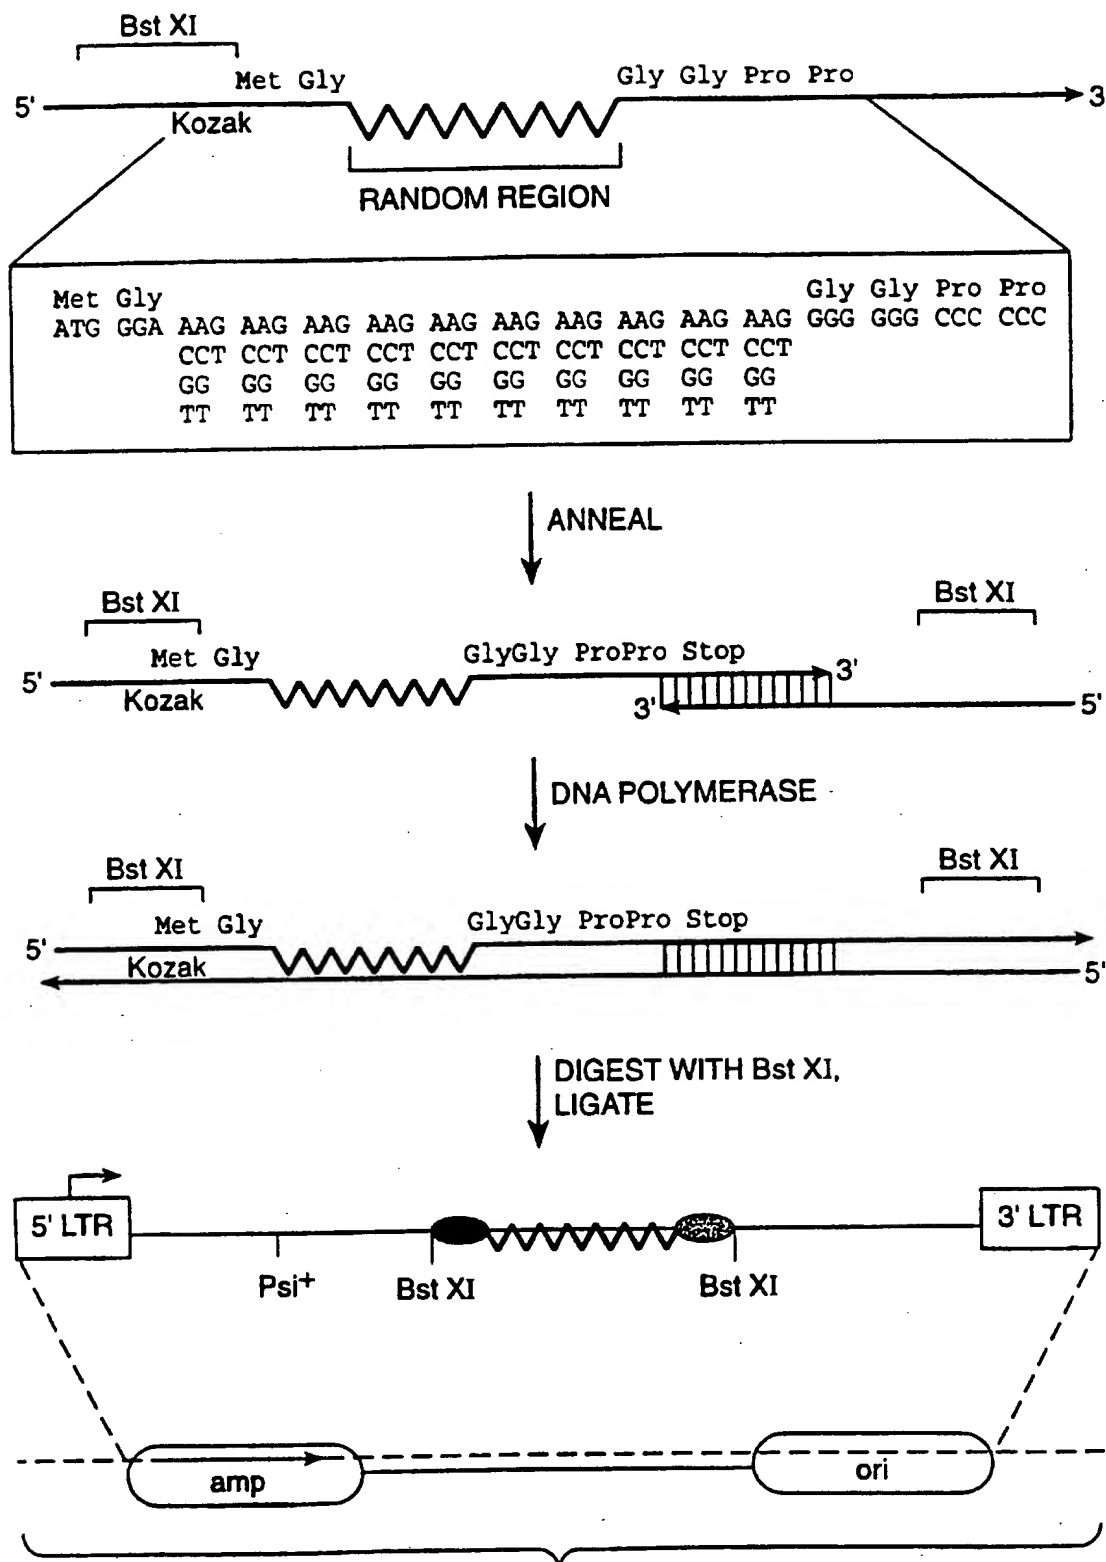 Bst XI
Met Gly
Gly Gly Pro Pro
5'
3
Kozak
RANDOM REGION
Met Gly
Gly Gly Pro Pro
ATG GGA AAG AAG AAG AAG AAG AAG AAG AAG AAG AAG GGG GGG CCC CCC
CCT CCT CCT CCT CCT CCT CCT CCT CCT CCT
GG GG GG GG GG GG GG GG GG GG
TT TT TT TT TT TT TT TT TT TT
ANNEAL
Bst XI
Bst XI
Met Gly
GlyGly ProPro Stop
5'
Kozak
3'
3'
5'
DNA POLYMERASE
Bst XI
Bst XI
Met Gly
GlyGly ProPro Stop
5'
Kozak
5'
DIGEST WITH Bst XI,
LIGATE
5' LTR
3' LTR
Psi+
Bst XI
Bst XI
amp
ori